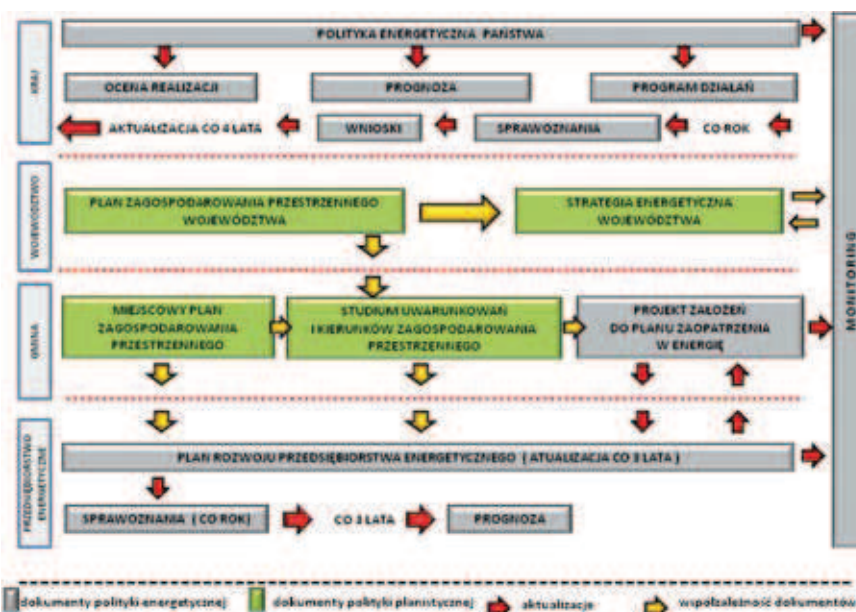 KRAJ
POLITYKA ENERGETYCZNA PAŃSTWA
OCENA REALIZACJI
PROGNOZA
PROGRAM DZIAŁAŃ
AKTUALIZACJA CO 4 LATA
WNIOSKI
SPRAWOZNANIA
CO ROK
WOJEWÓDZTWO
PLAN ZAGOSPODAROWANIA PRZESTRZENNEGO
WOJEWÓDZTWA
STRATEGIA ENERGETYCZNA
WOJEWÓDZTWA
GMINA
MIEJSCOWY PLAN
ZAGOSPODAROWANIA
PRZESTRZENNEGO
STUDIUM UWARUNKOWAŃ
I KIERUNKÓW ZAGOSPODAROWANIA
PRZESTRZENNEGO
PROJEKT ZAŁOŻEŃ
DO PLANU ZAOPATRZENIA
W ENERGIĘ
PRZEDSIĘBIORSTWO
ENERGETYCZNE
PLAN ROZWOJU PRZEDSIĘBIORSTWA ENERGETYCZNEGO ( ATUALIZACJA CO 3 LATA )
SPRAWOZNANIA ( CO ROK)
CO 3 LATA
PROGNOZA
MONITORING
dokumenty polityki energetycznej
dokumenty polityki planistycznej
aktualizacje
współzależność dokumentów